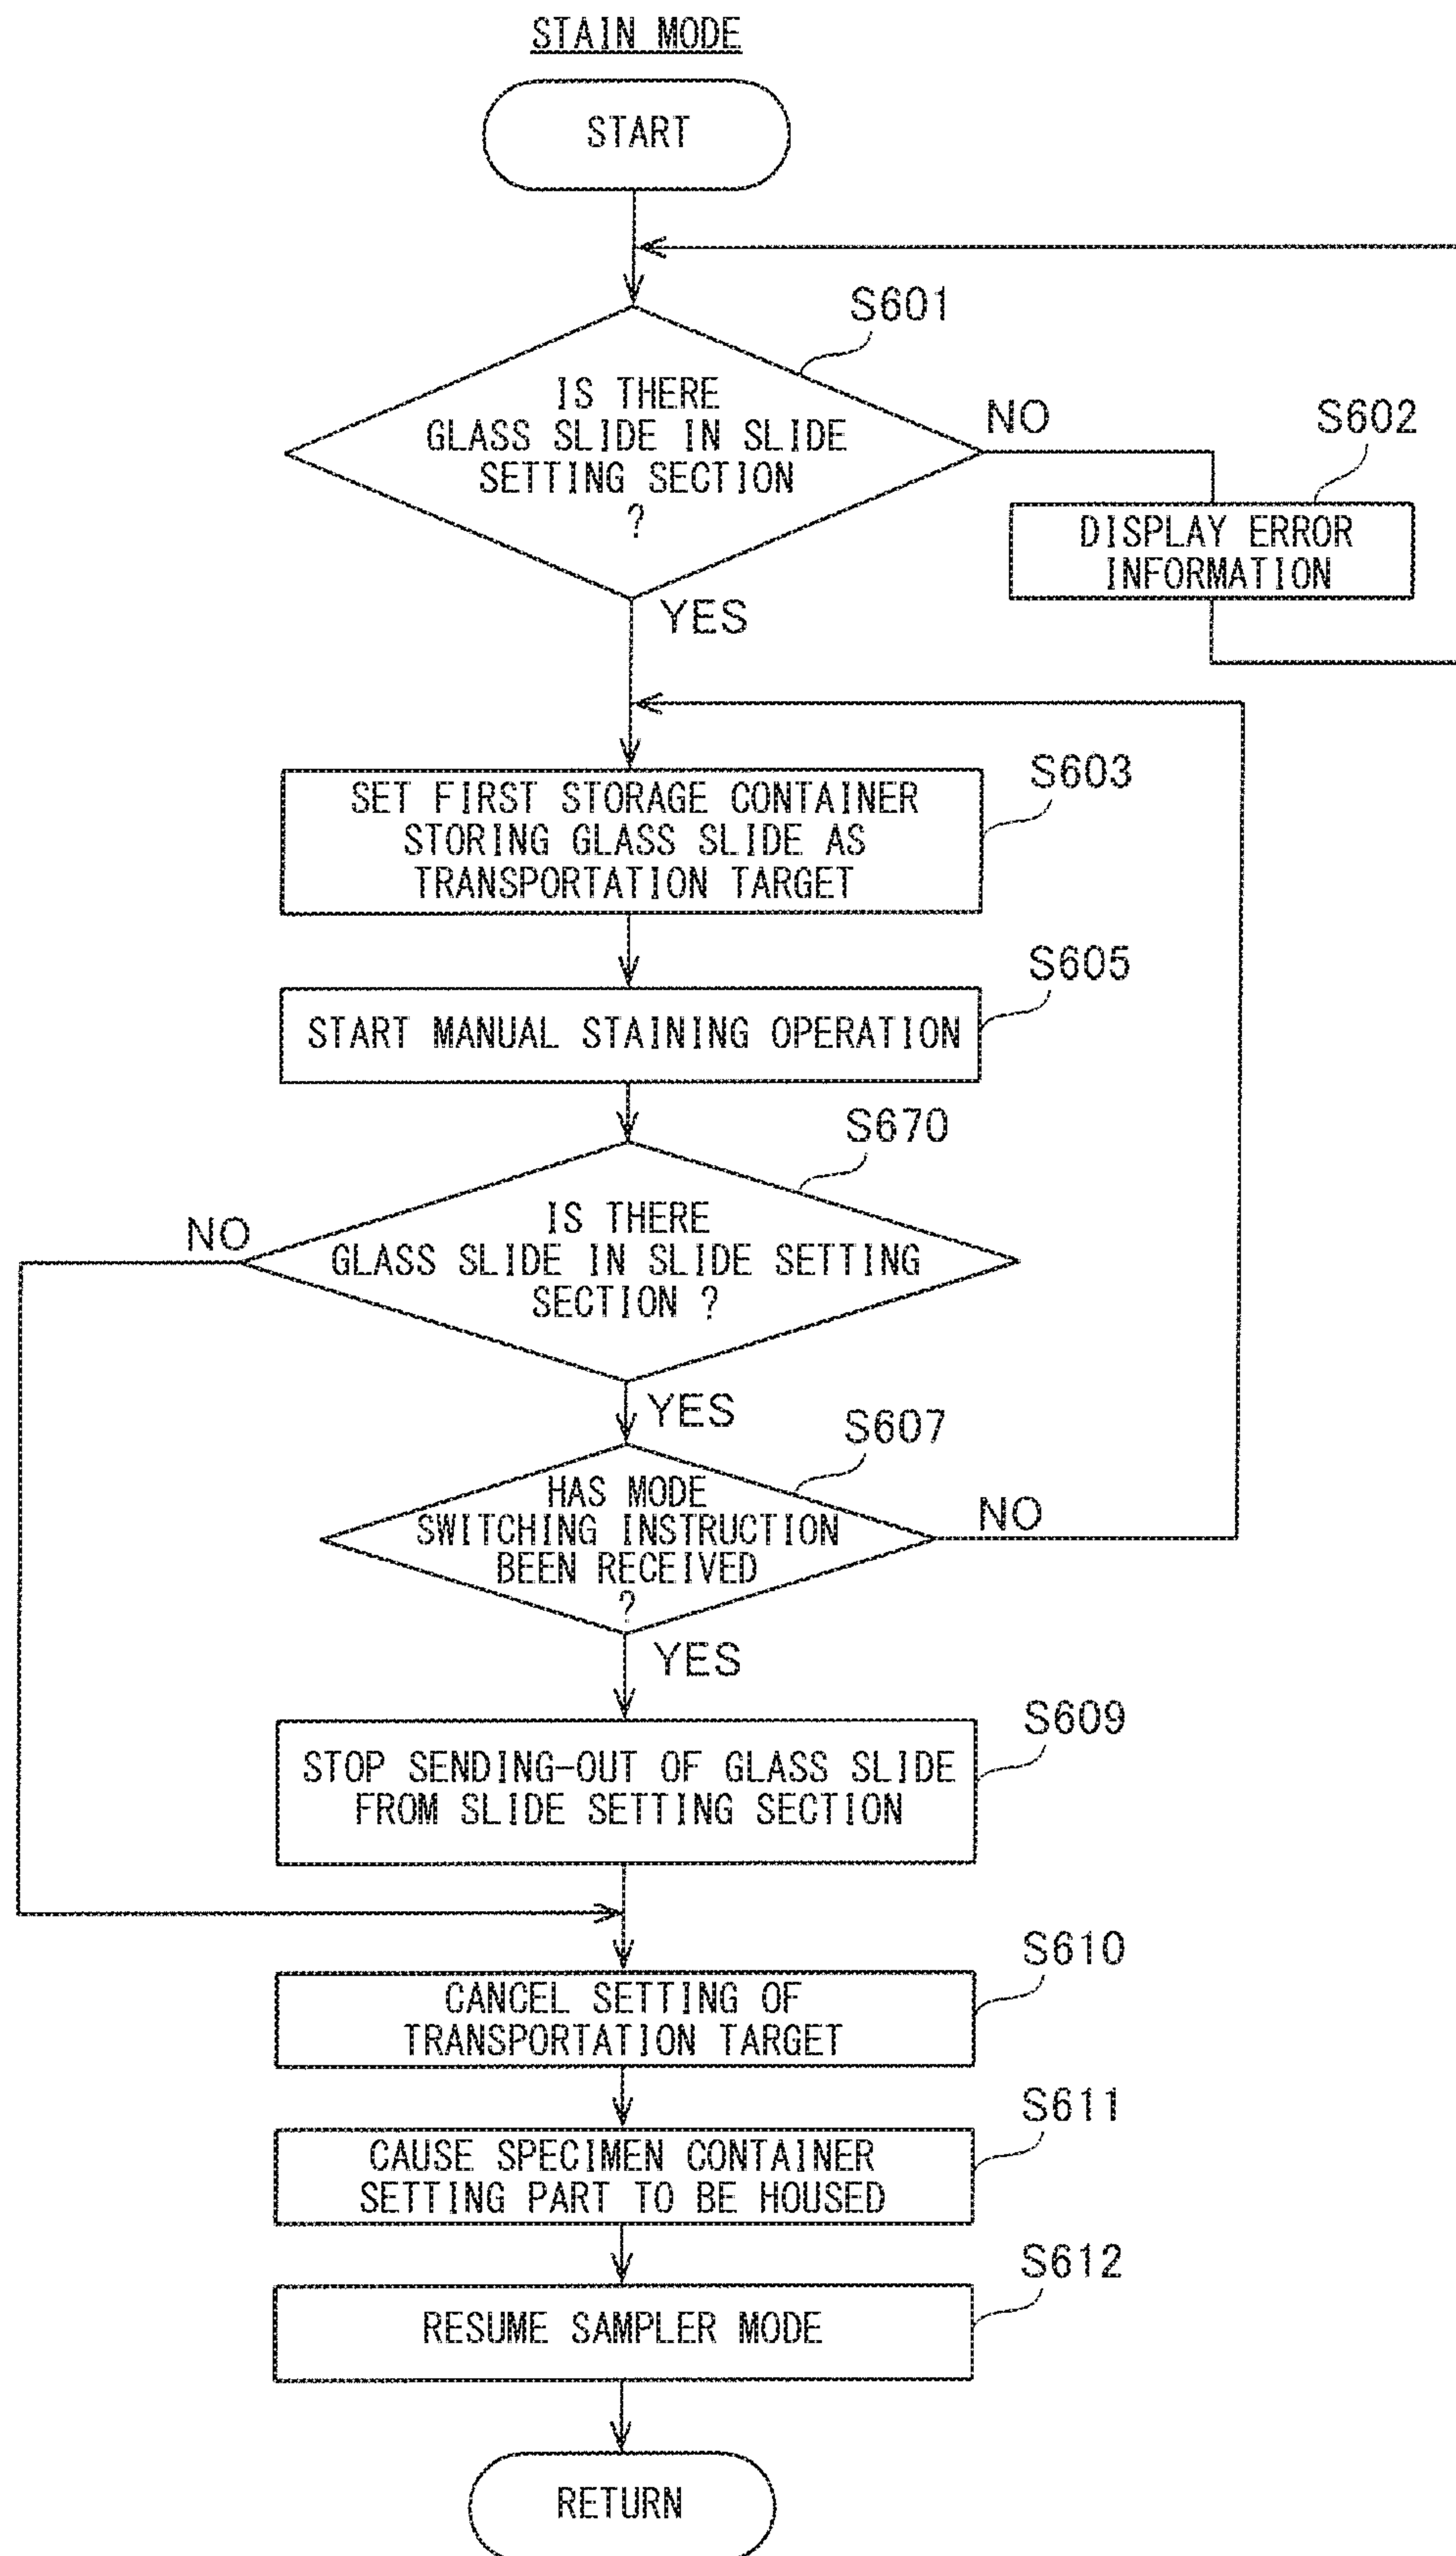 STAIN MODE
START
S601
IS THERE
GLASS SLIDE IN SLIDE
SETTING SECTION
?
NO
S602
DISPLAY ERROR
INFORMATION
YES
S603
SET FIRST STORAGE CONTAINER
STORING GLASS SLIDE AS
TRANSPORTATION TARGET
S605
START MANUAL STAINING OPERATION
S670
IS THERE
GLASS SLIDE IN SLIDE SETTING
SECTION ?
NO
YES
S607
HAS MODE
SWITCHING INSTRUCTION
BEEN RECEIVED
?
NO
YES
S609
STOP SENDING-OUT OF GLASS SLIDE
FROM SLIDE SETTING SECTION
S610
CANCEL SETTING OF
TRANSPORTATION TARGET
S611
CAUSE SPECIMEN CONTAINER
SETTING PART TO BE HOUSED
S612
RESUME SAMPLER MODE
RETURN